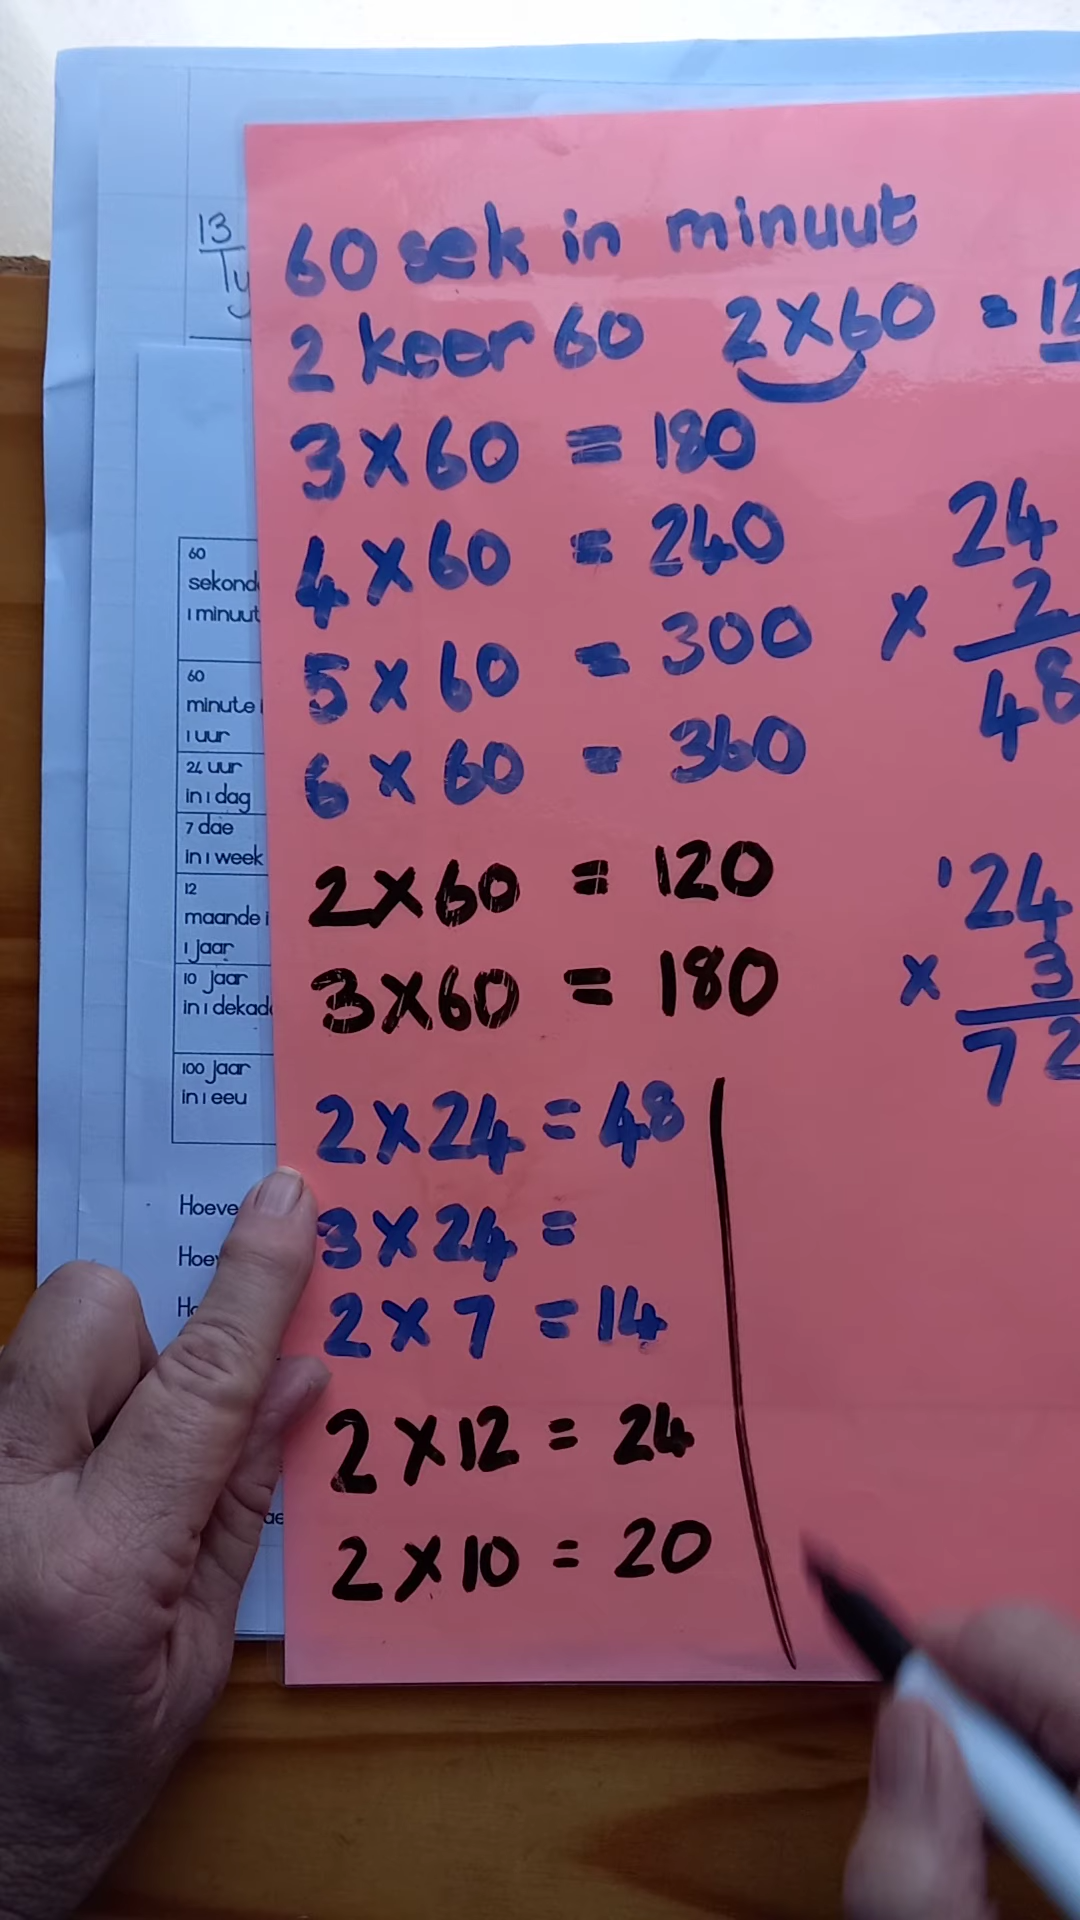 60 sek in minuut
2 keer 60 2x60 = 12
3x60 = 180
4x60 = 240
5x60 = 300
6x60 = 360
2x60 = 120
3x60 = 180
2x24 = 48
3x24 =
2x7 = 14
2x12 = 24
2x10 = 20
24
x 2
48
'24
x 3
72
13
Ty
60
sekond
1 minuut
60
minute i
1 uur
24 uur
in 1 dag
7 dae
in 1 week
12
maande i
1 jaar
10 jaar
in 1 dekad
100 jaar
in 1 eeu
Hoeve
Hoe